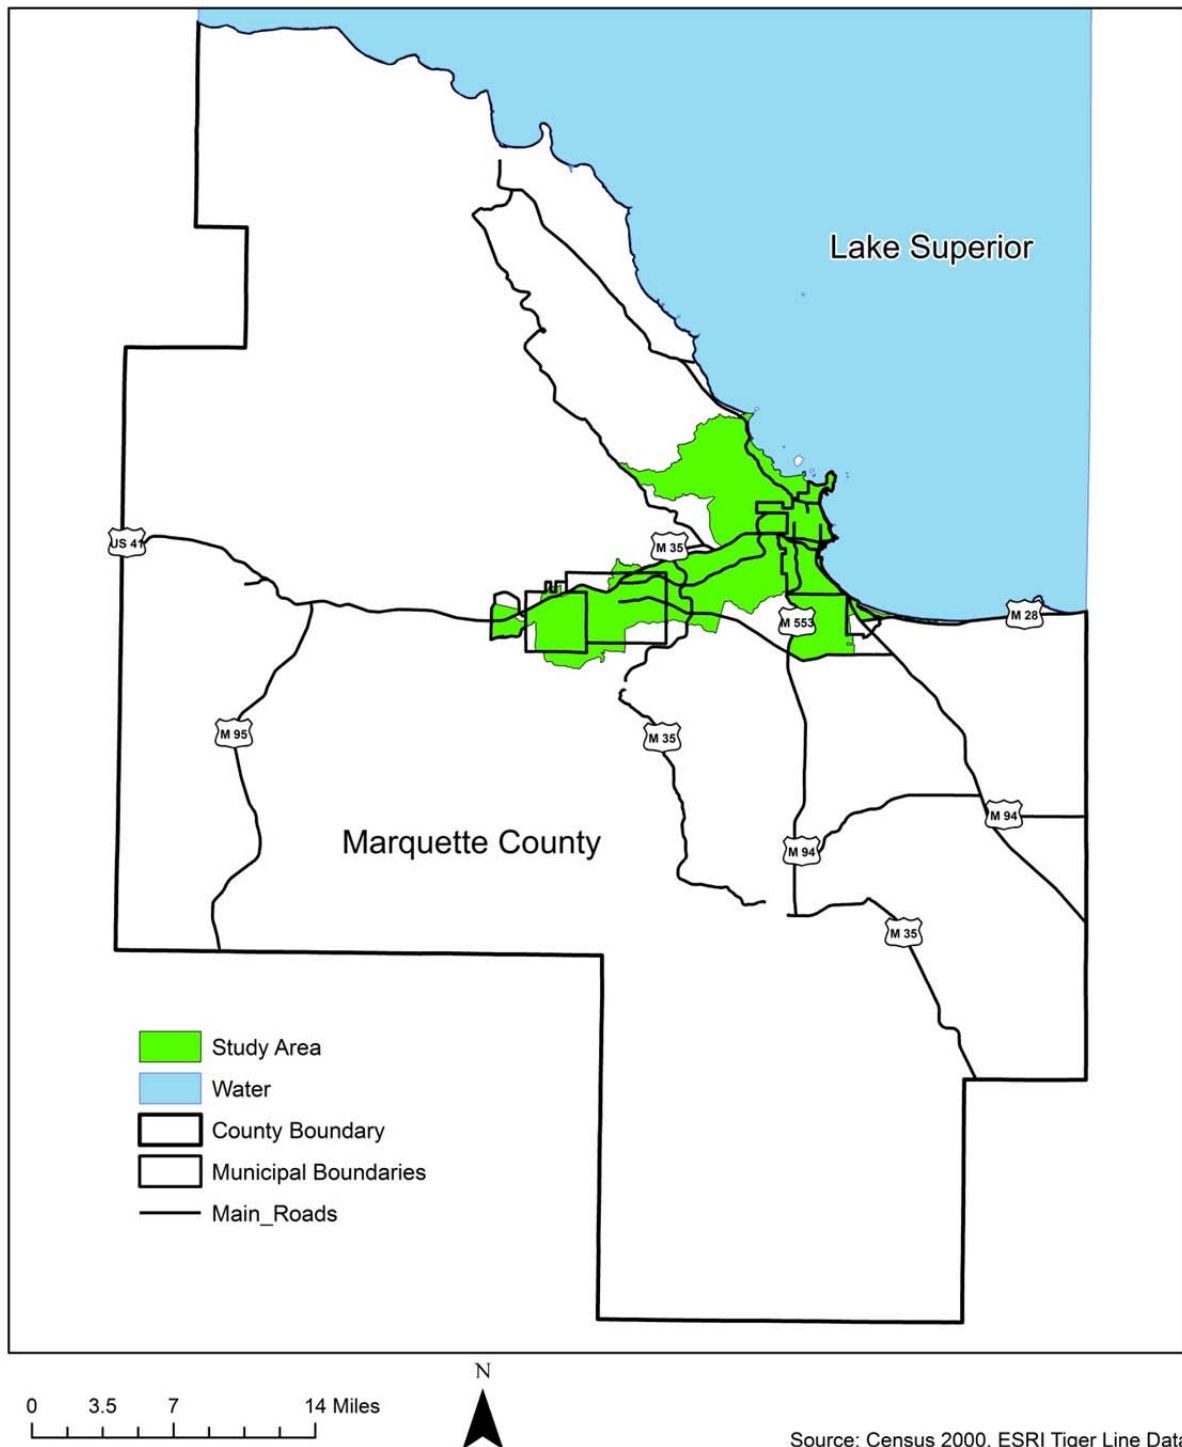 Lake Superior
US 41
M 35
M 28
M 553
M 95
M 35
M 94
Marquette County
M 94
M 35
Study Area
Water
County Boundary
Municipal Boundaries
Main_Roads
N
0 3.5 7 14 Miles
Source: Census 2000, ESRI Tiger Line Data